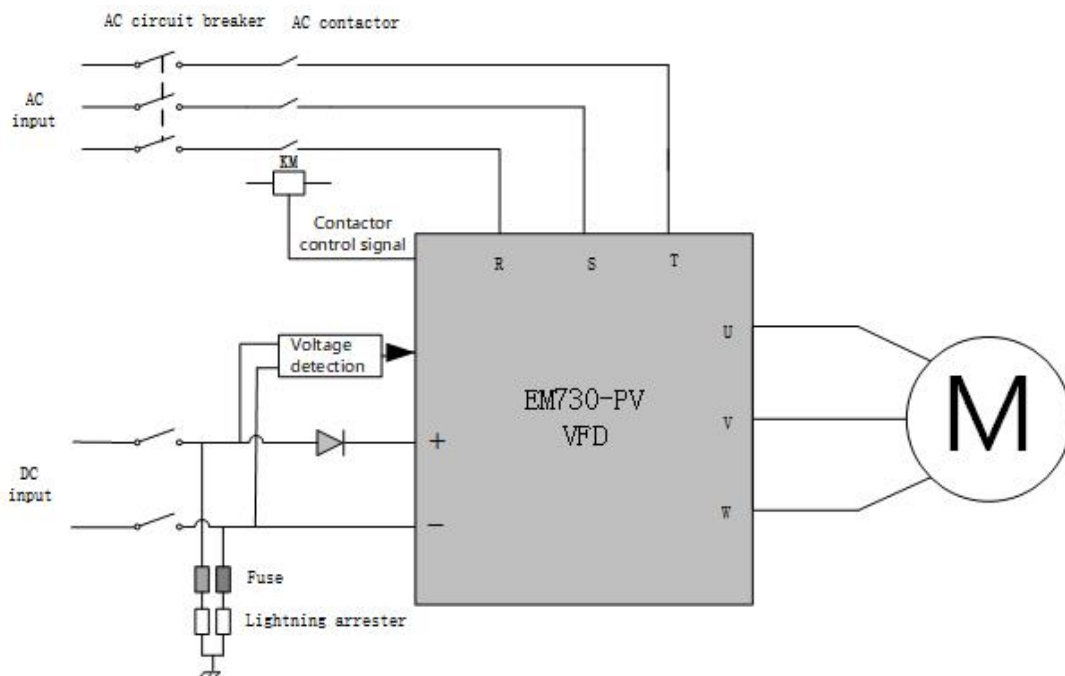 AC circuit breaker
AC contactor
AC
input
KM
Contactor
control signal
R
S
T
Voltage
detection
U
EM730-PV
VFD
V
M
+
DC
input
-
W
Fuse
Lightning arrester